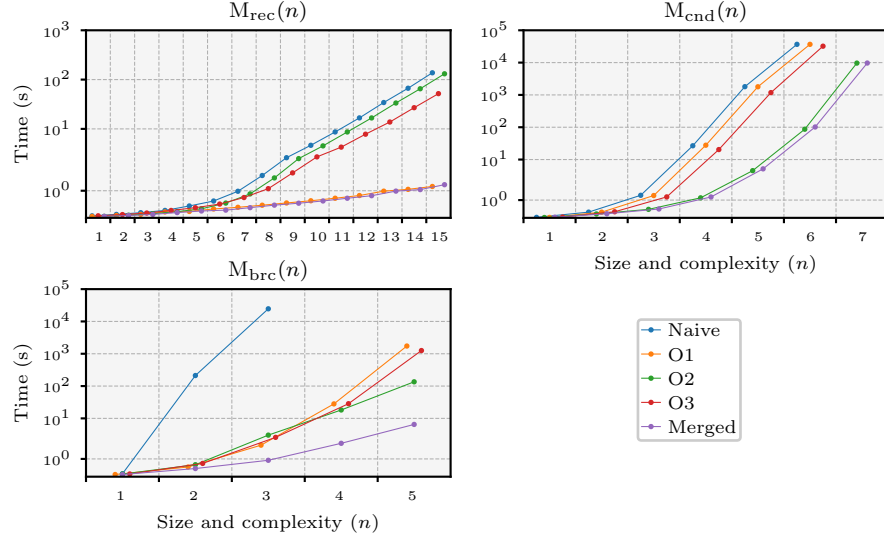 M_rec(n)
M_cnd(n)
Time (s)
10^3
10^2
10^1
10^0
1 2 3 4 5 6 7 8 9 10 11 12 13 14 15
10^5
10^4
10^3
10^2
10^1
10^0
1 2 3 4 5 6 7
Size and complexity (n)
M_brc(n)
Time (s)
10^5
10^4
10^3
10^2
10^1
10^0
1 2 3 4 5
Size and complexity (n)
Naive
O1
O2
O3
Merged